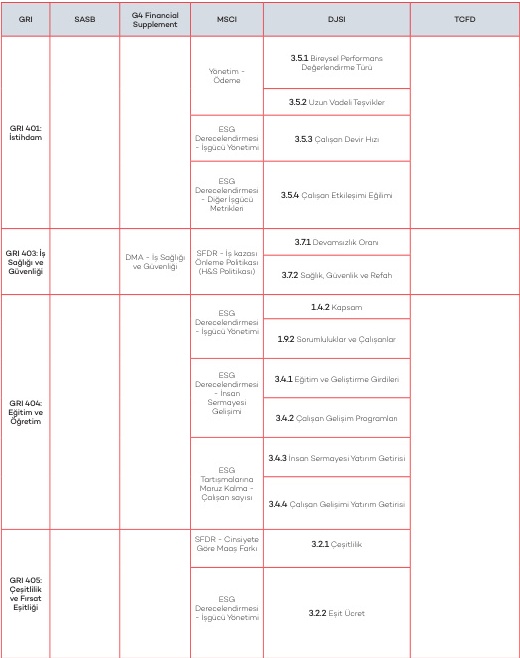 GRI
SASB
G4 Financial
Supplement
MSCI
DJSI
TCFD
GRI 401:
İstihdam
Yönetim -
Ödeme
3.5.1 Bireysel Performans
Değerlendirme Türü
3.5.2 Uzun Vadeli Teşvikler
ESG
Derecelendirmesi
- İşgücü Yönetimi
3.5.3 Çalışan Devir Hızı
ESG
Derecelendirmesi
- Diğer İşgücü
Metrikleri
3.5.4 Çalışan Etkileşimi Eğilimi
GRI 403: İş
Sağlığı ve
Güvenliği
DMA - İş Sağlığı
ve Güvenliği
SFDR - İş kazası
Önleme Politikası
(H&S Politikası)
3.7.1 Devamsızlık Oranı
3.7.2 Sağlık, Güvenlik ve Refah
GRI 404:
Eğitim ve
Öğretim
ESG
Derecelendirmesi
- İşgücü Yönetimi
1.4.2 Kapsam
1.9.2 Sorumluluklar ve Çalışanlar
ESG
Derecelendirmesi
- İnsan
Sermayesi
Gelişimi
3.4.1 Eğitim ve Geliştirme Girdileri
3.4.2 Çalışan Gelişim Programları
ESG
Tartışmalarına
Maruz Kalma -
Çalışan sayısı
3.4.3 İnsan Sermayesi Yatırım Getirisi
3.4.4 Çalışan Gelişimi Yatırım Getirisi
GRI 405:
Çeşitlilik
ve Fırsat
Eşitliği
SFDR - Cinsiyete
Göre Maaş Farkı
3.2.1 Çeşitlilik
ESG
Derecelendirmesi
- İşgücü Yönetimi
3.2.2 Eşit Ücret